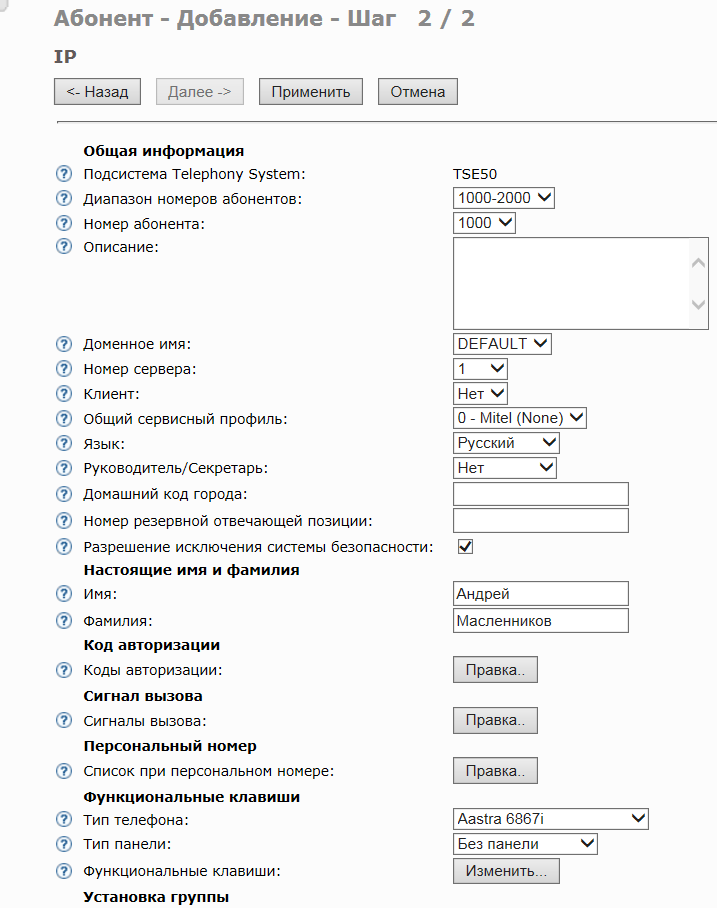 Абонент - Добавление - Шаг 2 / 2
IP
<- Назад Далее -> Применить Отмена
Общая информация
? Подсистема Telephony System: TSE50
? Диапазон номеров абонентов: 1000-2000
? Номер абонента: 1000
? Описание:
? Доменное имя: DEFAULT
? Номер сервера: 1
? Клиент: Нет
? Общий сервисный профиль: 0 - Mitel (None)
? Язык: Русский
? Руководитель/Секретарь: Нет
? Домашний код города:
? Номер резервной отвечающей позиции:
? Разрешение исключения системы безопасности:
Настоящие имя и фамилия
? Имя: Андрей
? Фамилия: Масленников
Код авторизации
? Коды авторизации: Правка..
Сигнал вызова
? Сигналы вызова: Правка..
Персональный номер
? Список при персональном номере: Правка..
Функциональные клавиши
? Тип телефона: Aastra 6867i
? Тип панели: Без панели
? Функциональные клавиши: Изменить...
Установка группы